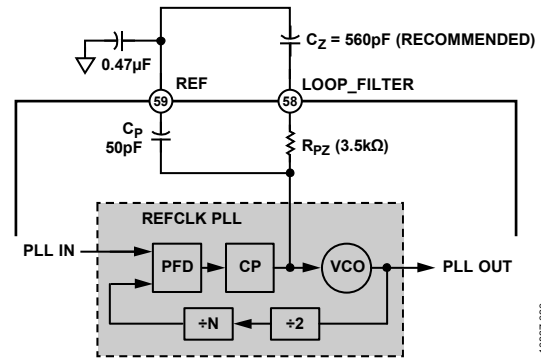 C_Z = 560pF (RECOMMENDED)
0.47µF
REF
LOOP_FILTER
59
58
C_P
50pF
R_PZ (3.5kΩ)
REFCLK PLL
PLL IN
PFD
CP
VCO
PLL OUT
÷N
÷2